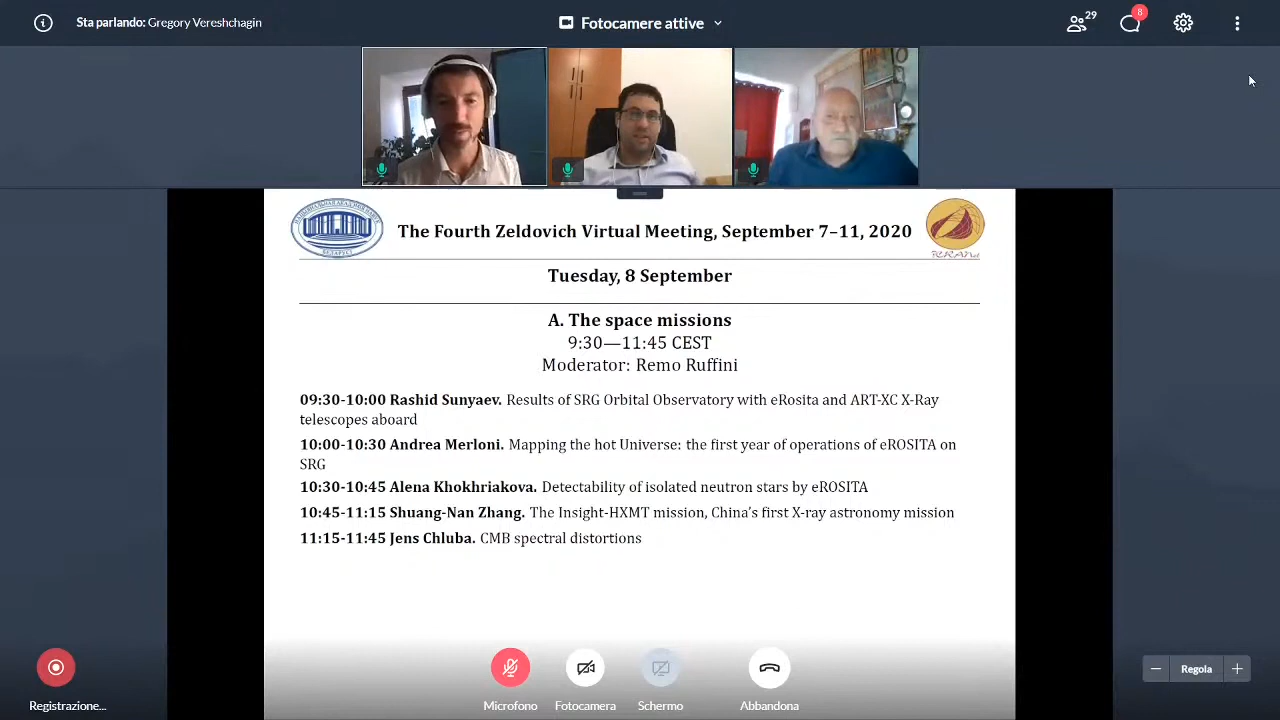 Sta parlando: Gregory Vereshchagin
Fotocamere attive
29
8
The Fourth Zeldovich Virtual Meeting, September 7–11, 2020
Tuesday, 8 September
A. The space missions
9:30—11:45 CEST
Moderator: Remo Ruffini
09:30-10:00 Rashid Sunyaev. Results of SRG Orbital Observatory with eRosita and ART-XC X-Ray
telescopes aboard
10:00-10:30 Andrea Merloni. Mapping the hot Universe: the first year of operations of eROSITA on
SRG
10:30-10:45 Alena Khokhriakova. Detectability of isolated neutron stars by eROSITA
10:45-11:15 Shuang-Nan Zhang. The Insight-HXMT mission, China's first X-ray astronomy mission
11:15-11:45 Jens Chluba. CMB spectral distortions
Registrazione...
Microfono
Fotocamera
Schermo
Abbandona
Regola